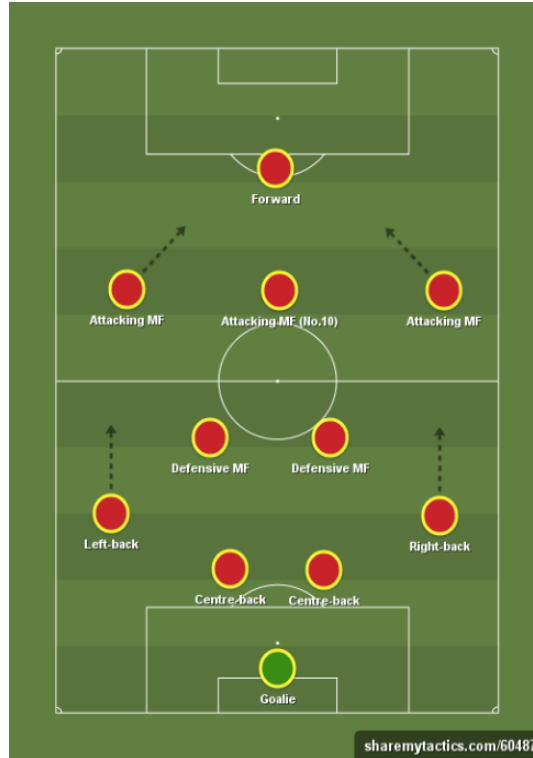 Forward
Attacking MF
Attacking MF (No.10)
Attacking MF
Defensive MF
Defensive MF
Left-back
Right-back
Centre-back
Centre-back
Goalie
sharemytactics.com/60487